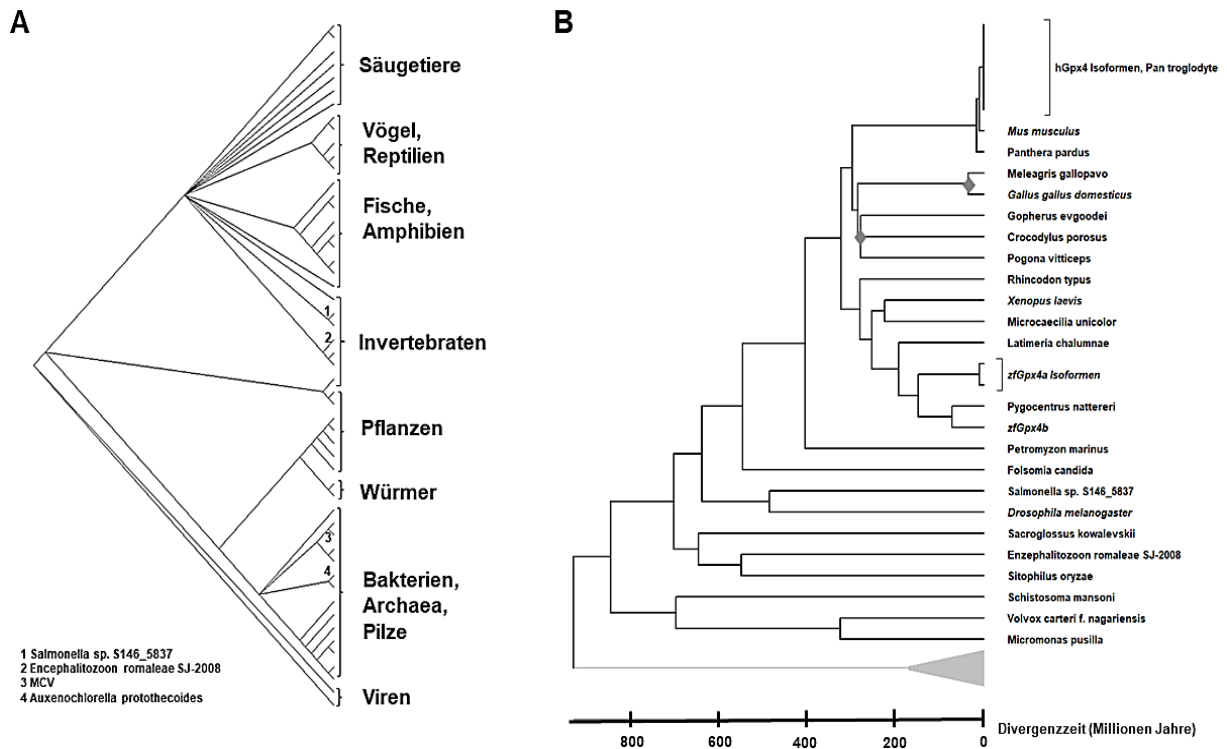 A
Säugetiere
Vögel,
Reptilien
Fische,
Amphibien
1
2
Invertebraten
Pflanzen
Würmer
3
4
Bakterien,
Archaea,
Pilze
Viren
1 Salmonella sp. S146_5837
2 Encephalitozoon romaleae SJ-2008
3 MCV
4 Auxenochlorella protothecoides
B
hGpx4 Isoformen, Pan troglodyte
Mus musculus
Panthera pardus
Meleagris gallopavo
Gallus gallus domesticus
Gopherus evgoodei
Crocodylus porosus
Pogona vitticeps
Rhincodon typus
Xenopus laevis
Microcaecilia unicolor
Latimeria chalumnae
zfGpx4a Isoformen
Pygocentrus nattereri
zfGpx4b
Petromyzon marinus
Folsomia candida
Salmonella sp. S146_5837
Drosophila melanogaster
Sacroglossus kowalevskii
Enzephalitozoon romaleae SJ-2008
Sitophilus oryzae
Schistosoma mansoni
Volvox carteri f. nagariensis
Micromonas pusilla
800 600 400 200 0
Divergenzzeit (Millionen Jahre)